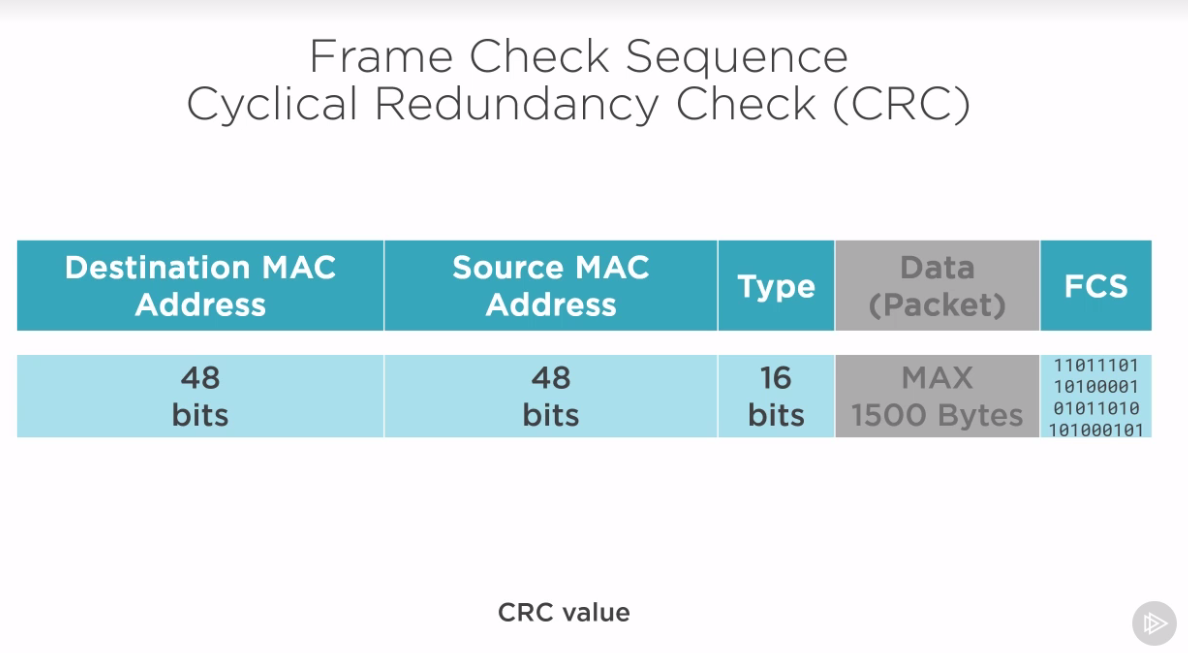 Frame Check Sequence
Cyclical Redundancy Check (CRC)
Destination MAC
Address
Source MAC
Address
Type
Data
(Packet)
FCS
48
bits
48
bits
16
bits
MAX
1500 Bytes
11011101
10100001
01011010
101000101
CRC value